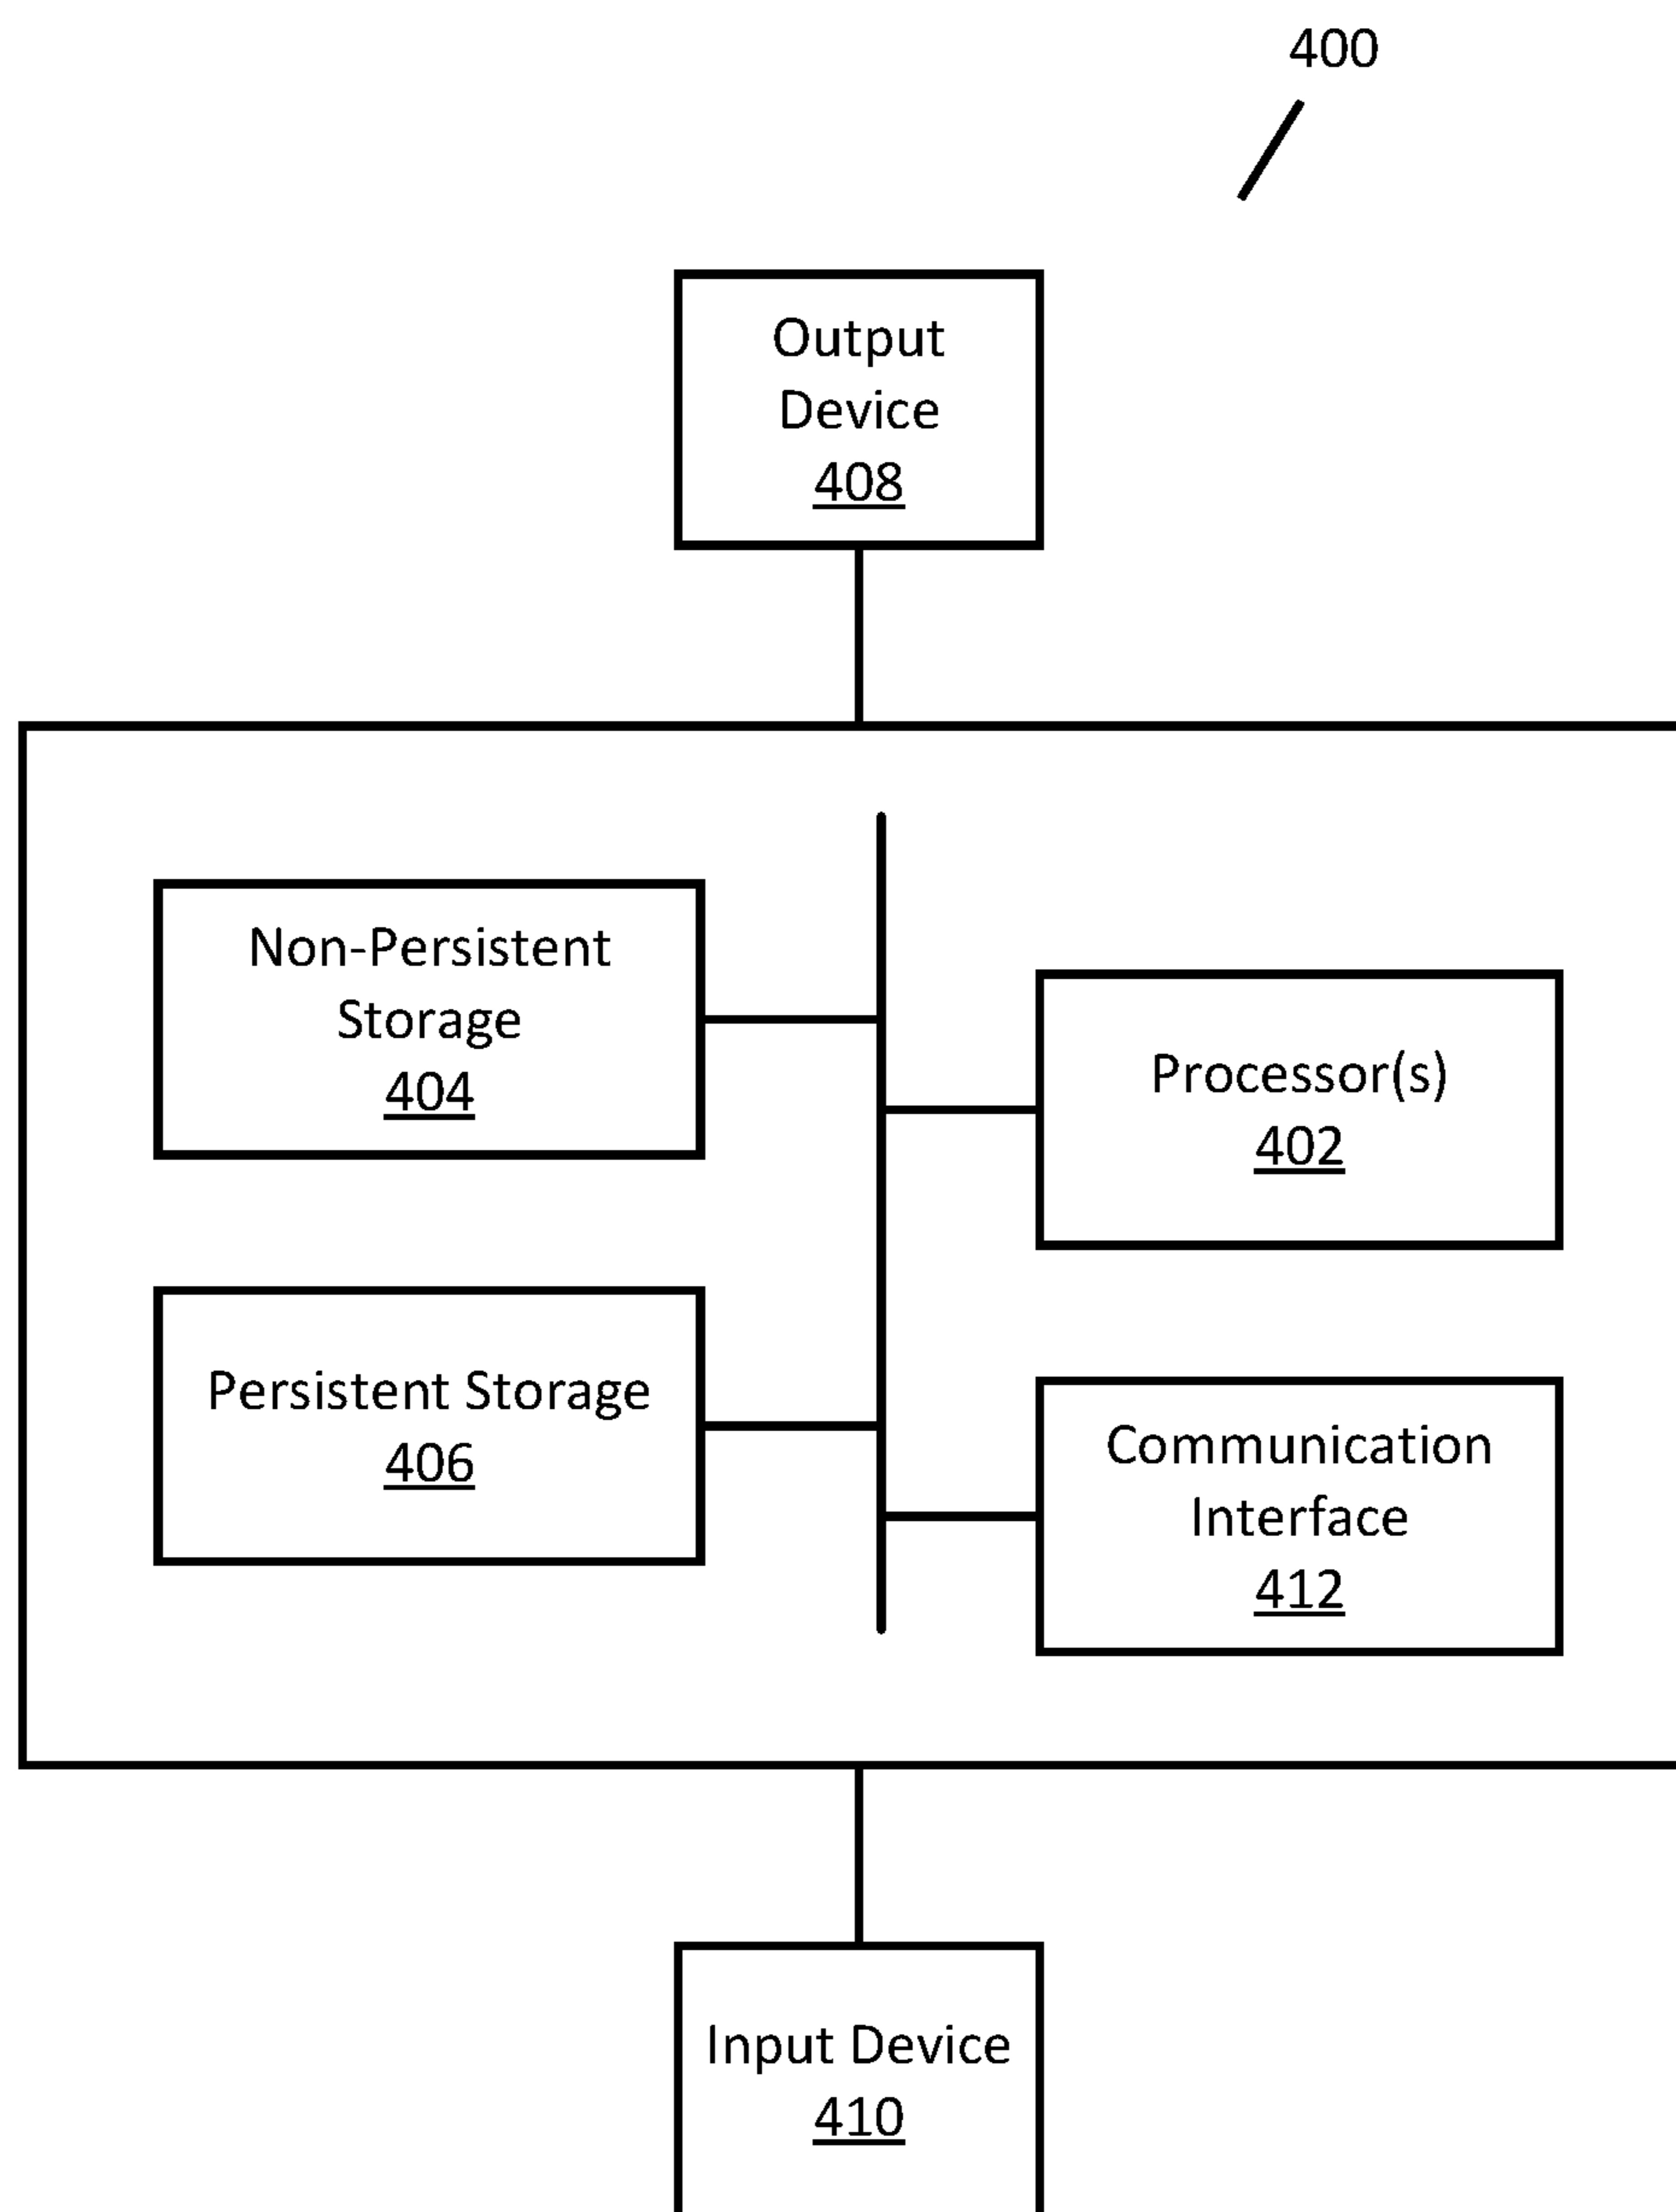 400
Output
Device
408
Non-Persistent
Storage
404
Processor(s)
402
Persistent Storage
406
Communication
Interface
412
Input Device
410